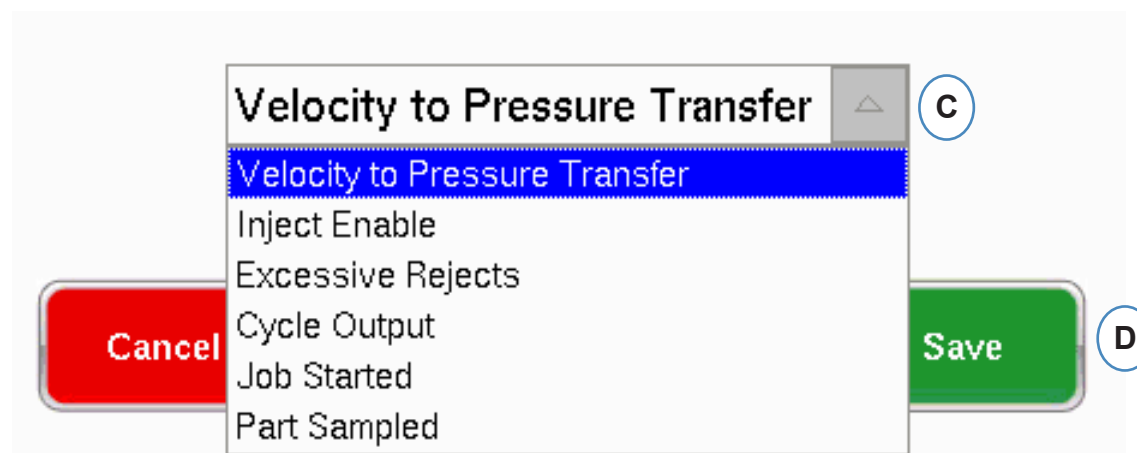 Velocity to Pressure Transfer
C
Velocity to Pressure Transfer
Inject Enable
Excessive Rejects
Cycle Output
Cancel
Save
D
Job Started
Part Sampled